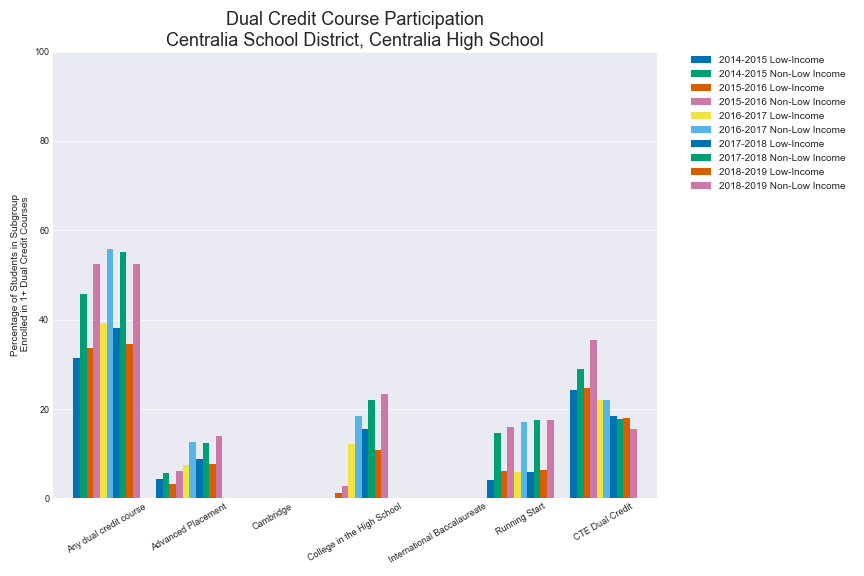 Dual Credit Course Participation
Centralia School District, Centralia High School
Percentage of Students in Subgroup
Enrolled in 1+ Dual Credit Courses
100
80
60
40
20
0
Any dual credit course
Advanced Placement
Cambridge
College in the High School
International Baccalaureate
Running Start
CTE Dual Credit
2014-2015 Low-Income
2014-2015 Non-Low Income
2015-2016 Low-Income
2015-2016 Non-Low Income
2016-2017 Low-Income
2016-2017 Non-Low Income
2017-2018 Low-Income
2017-2018 Non-Low Income
2018-2019 Low-Income
2018-2019 Non-Low Income